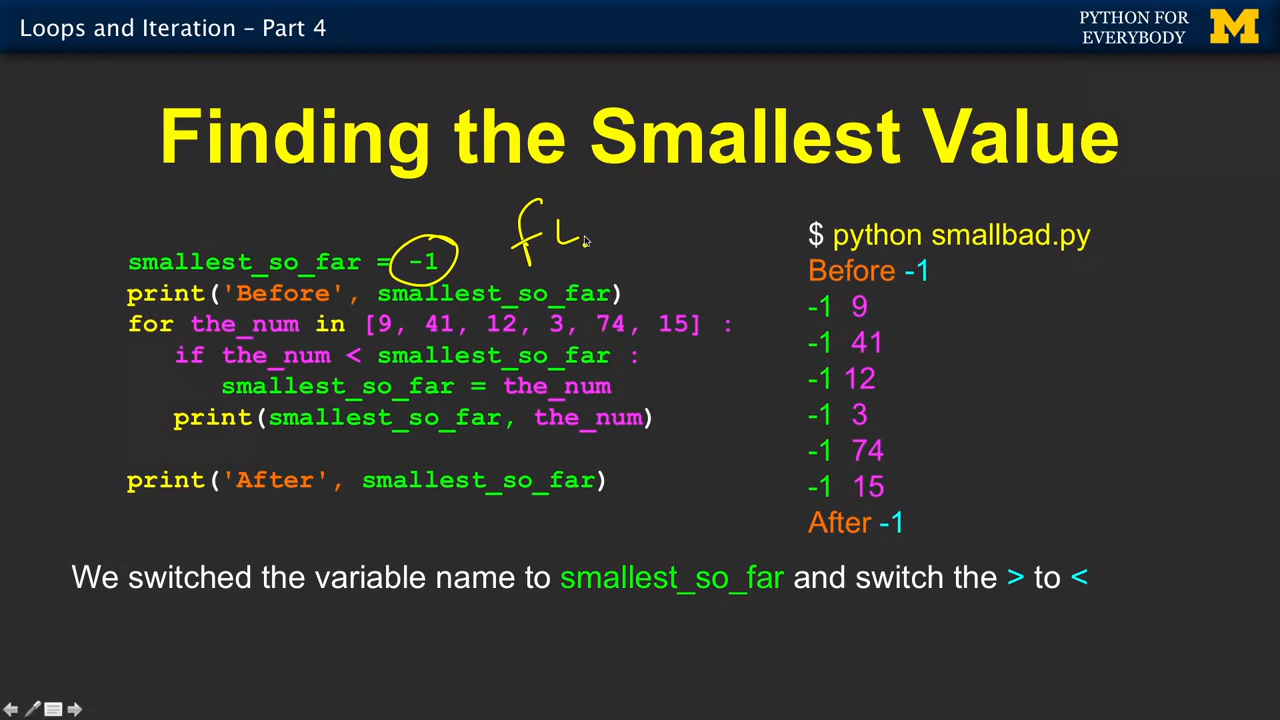 Loops and Iteration – Part 4
PYTHON FOR
EVERYBODY
M
Finding the Smallest Value
smallest_so_far = -1
print('Before', smallest_so_far)
for the_num in [9, 41, 12, 3, 74, 15] :
if the_num < smallest_so_far :
smallest_so_far = the_num
print(smallest_so_far, the_num)
print('After', smallest_so_far)
$ python smallbad.py
Before -1
-1 9
-1 41
-1 12
-1 3
-1 74
-1 15
After -1
We switched the variable name to smallest_so_far and switch the > to <